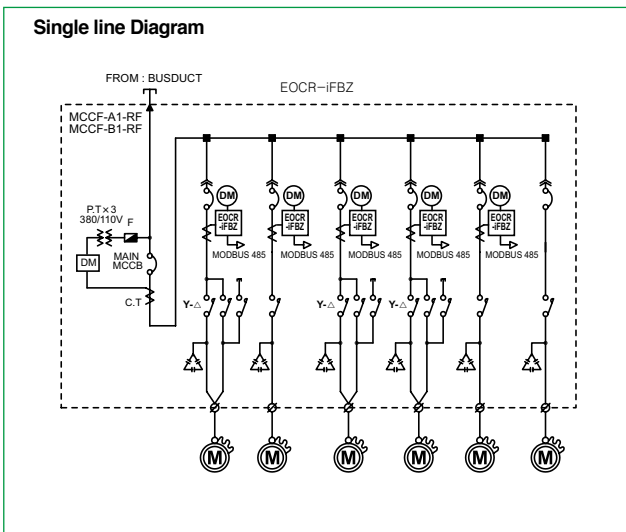 Single line Diagram
FROM : BUSDUCT
EOCR-iFBZ
MCCF-A1-RF
MCCF-B1-RF
P.T×3
380/110V
F
DM
MAIN
MCCB
C.T
DM
EOCR
-iFBZ
MODBUS 485
DM
EOCR
-iFBZ
MODBUS 485
DM
EOCR
-iFBZ
MODBUS 485
DM
EOCR
-iFBZ
MODBUS 485
DM
EOCR
-iFBZ
MODBUS 485
Y-△
Y-△
Y-△
M
M
M
M
M
M